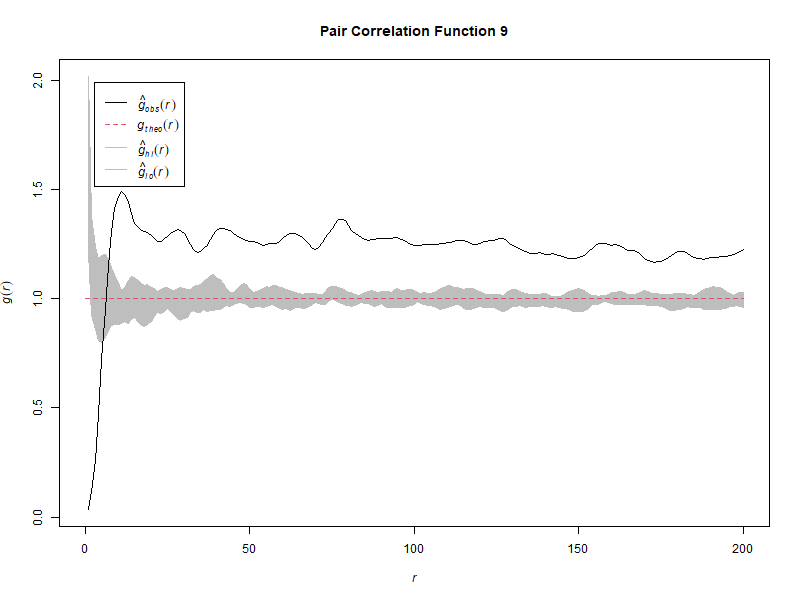 Pair Correlation Function 9
2.0
1.5
1.0
0.5
0.0
g(r)
ĝobs(r)
gtheo(r)
ĝhi(r)
ĝlo(r)
0 50 100 150 200
r